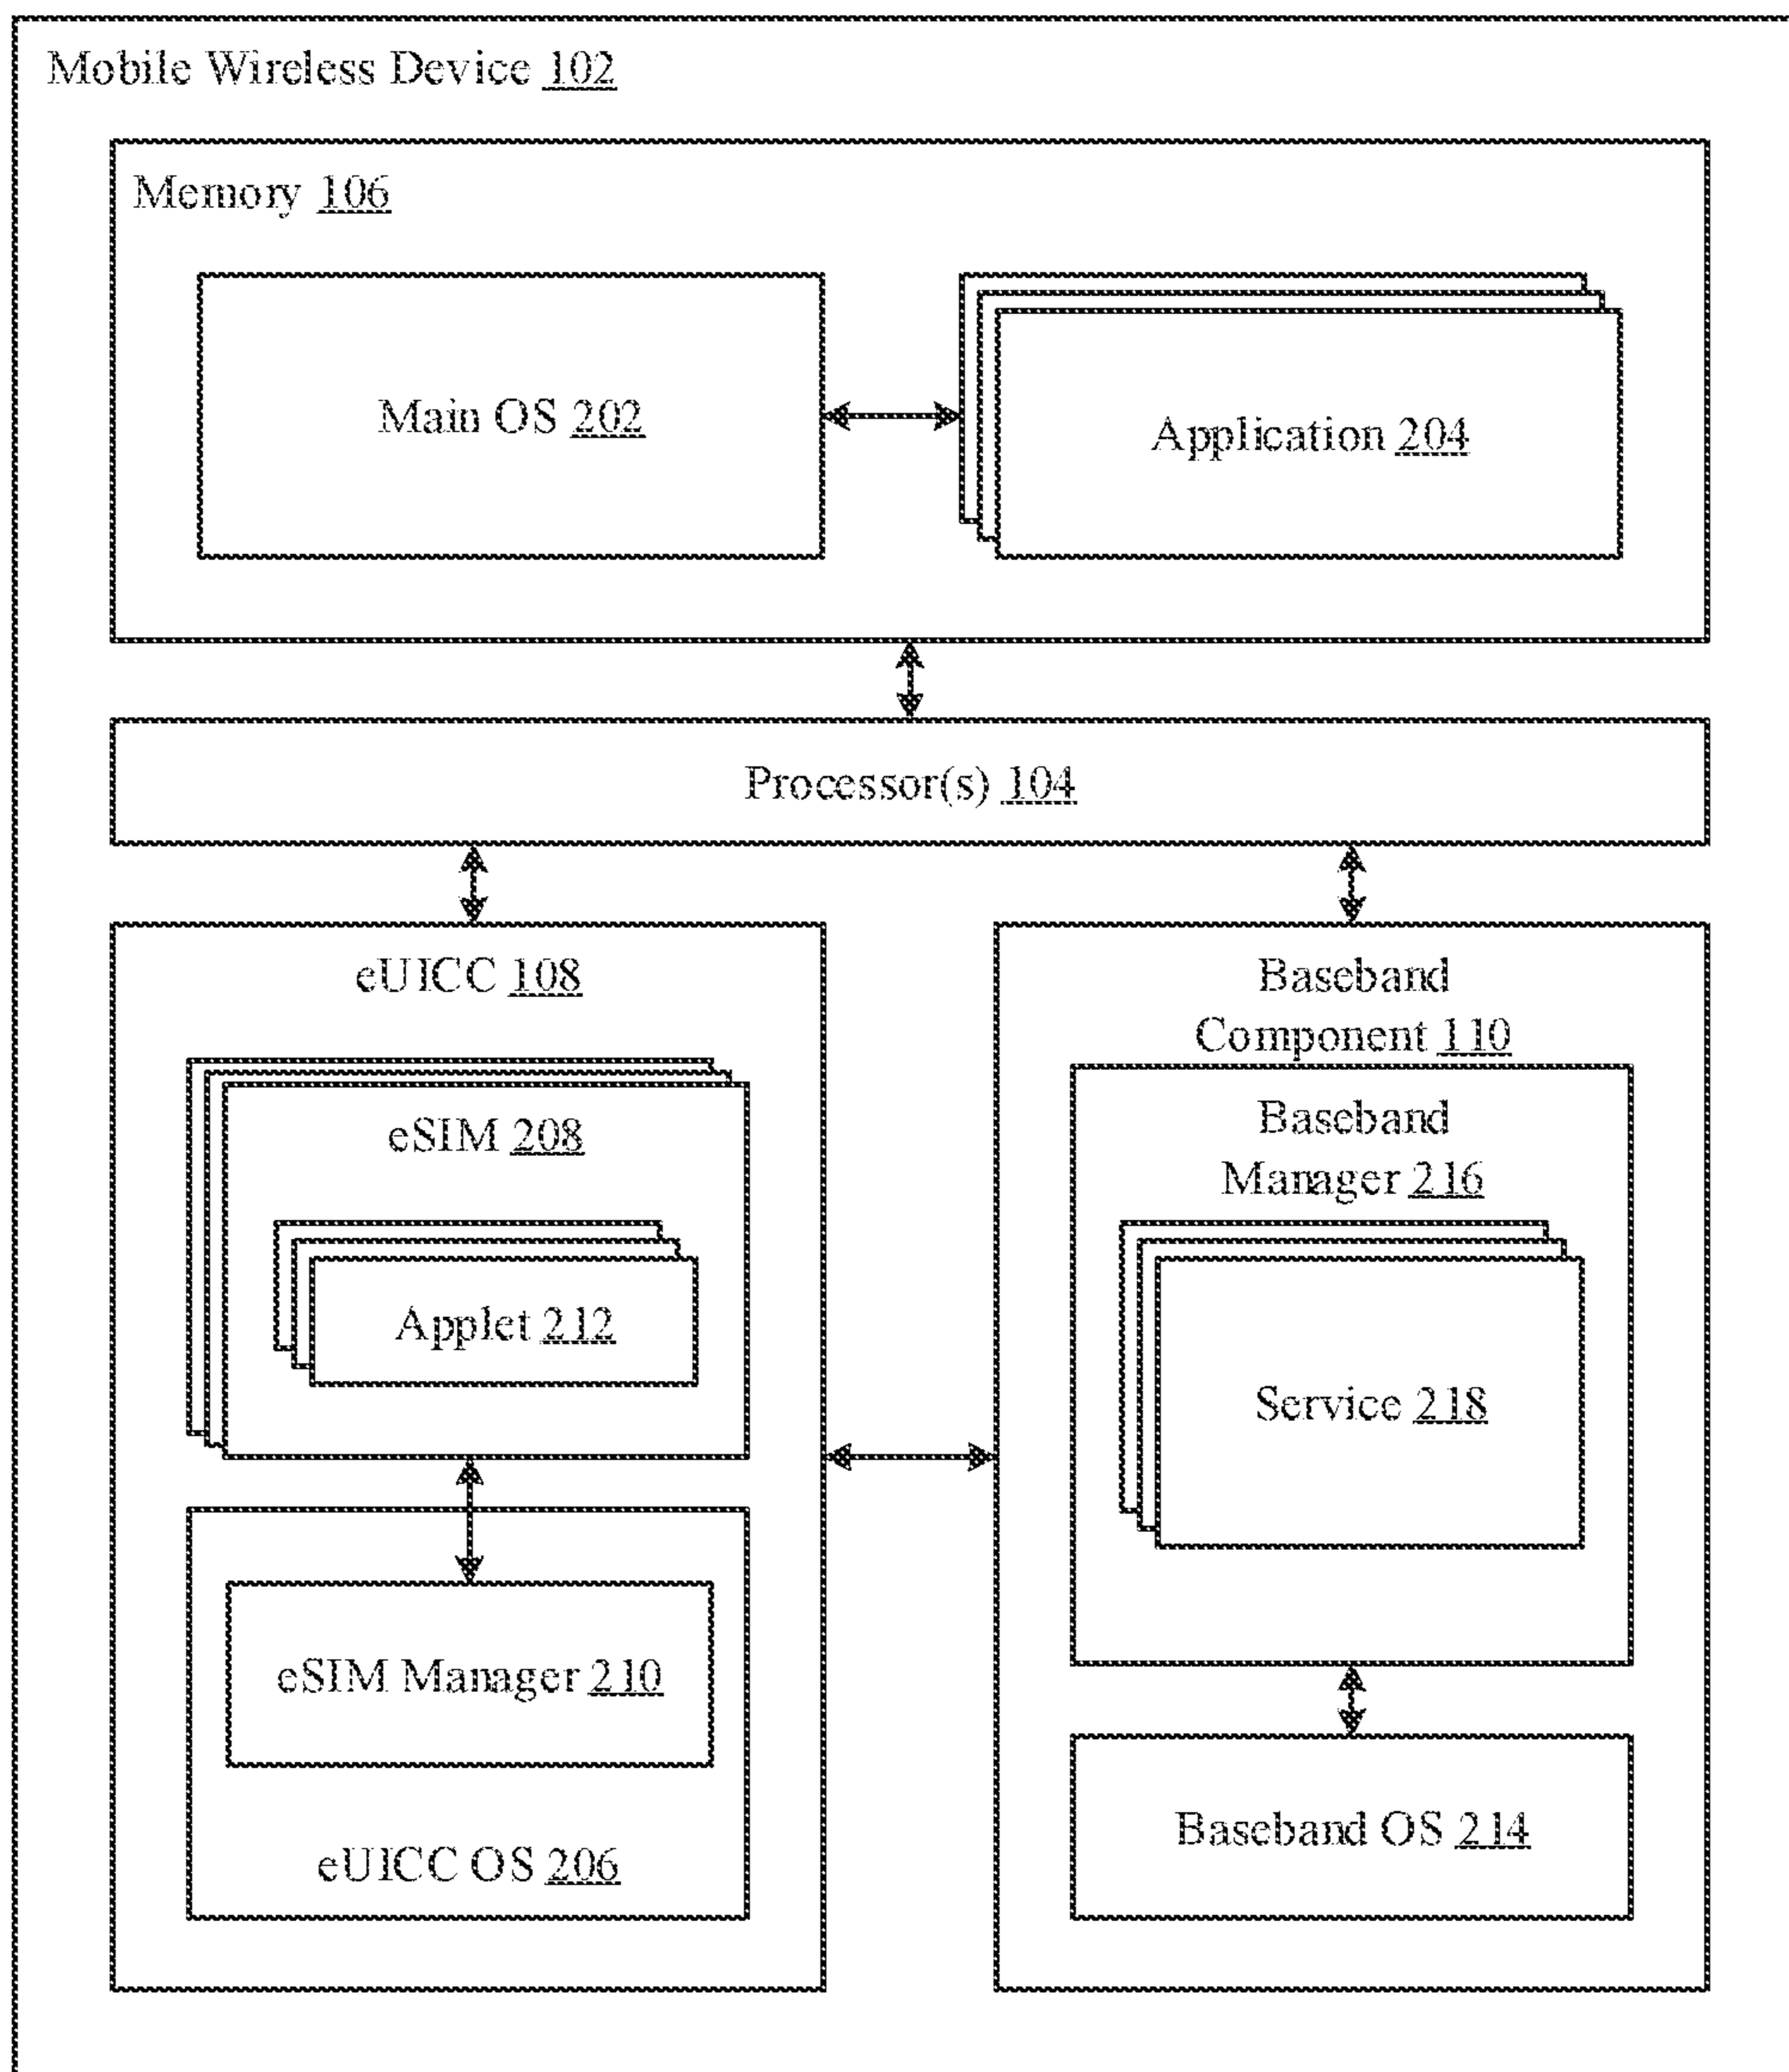 Mobile Wireless Device 102
Memory 106
Main OS 202
Application 204
Processor(s) 104
eUICC 108
eSIM 208
Applet 212
eSIM Manager 210
eUICC OS 206
Baseband
Component 110
Baseband
Manager 216
Service 218
Baseband OS 214